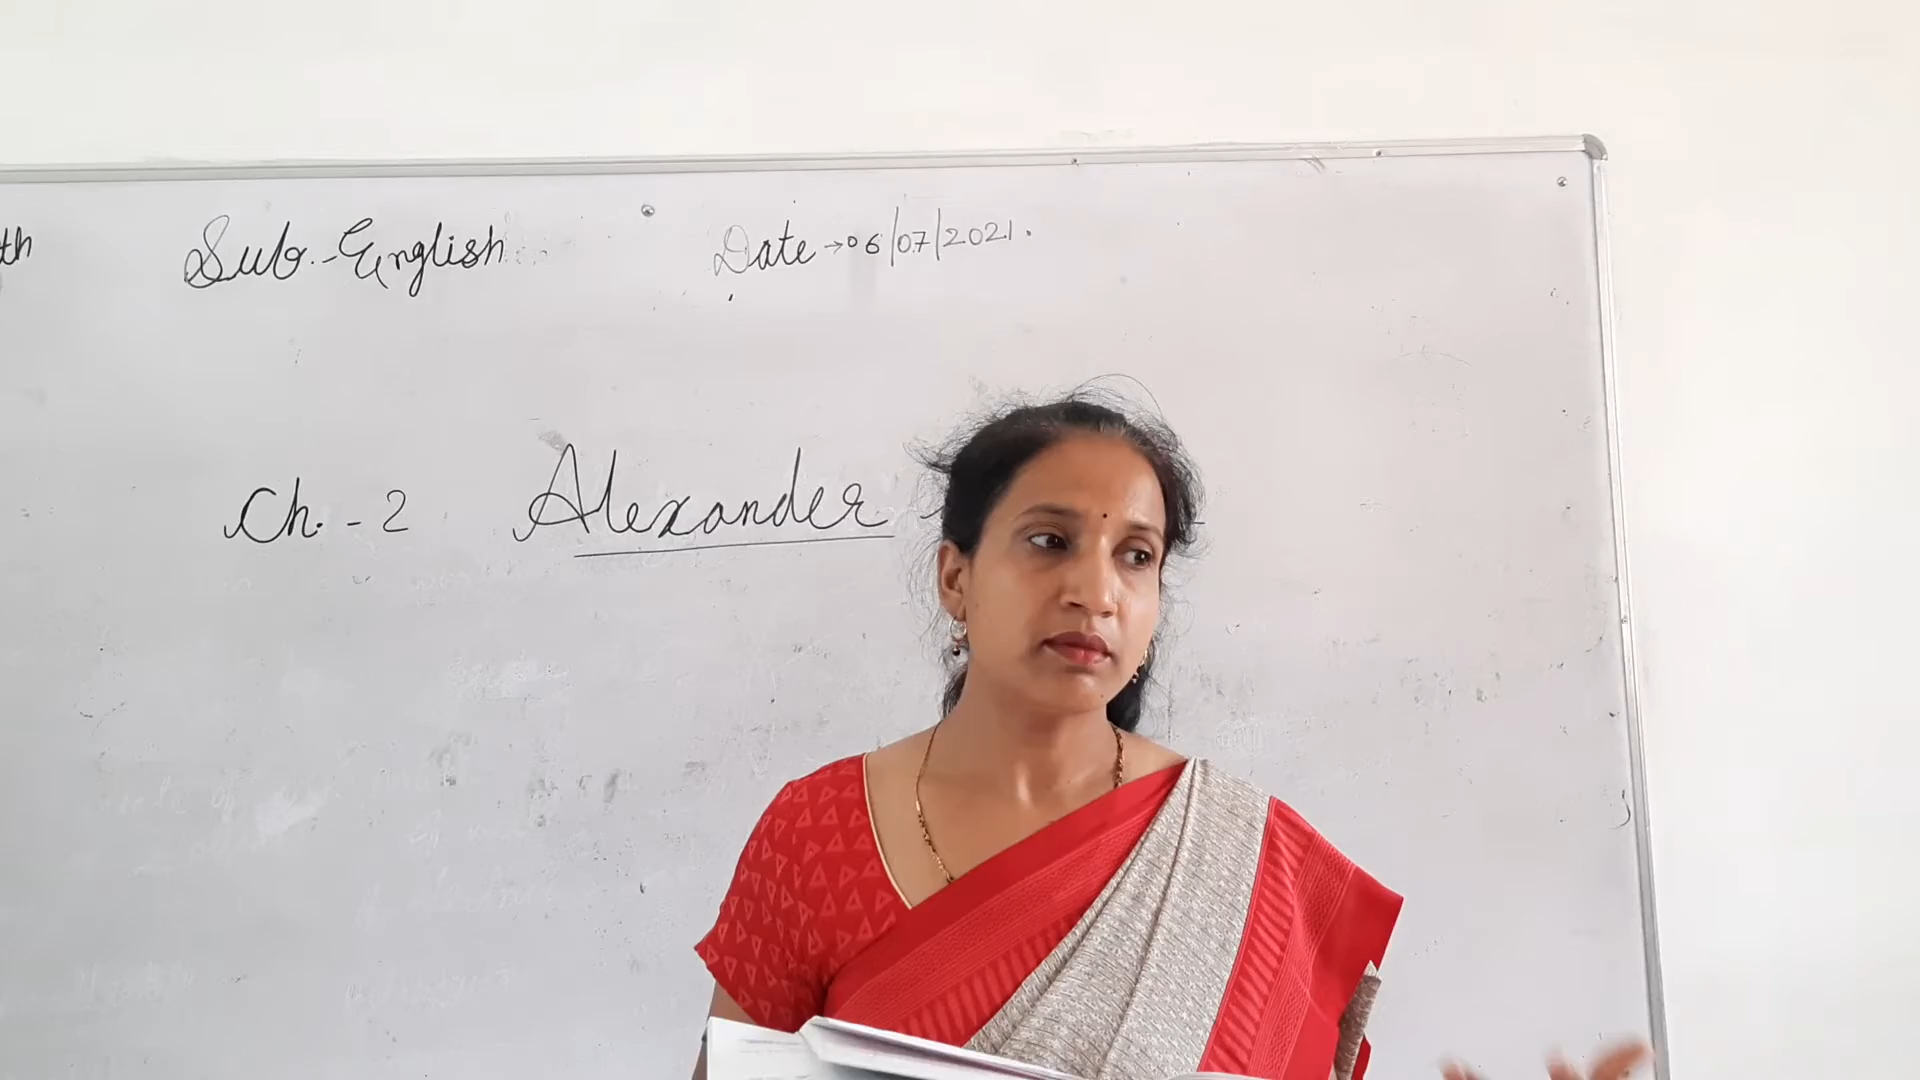 th Sub.-English Date→06/07/2021.
Ch.-2 Alexander